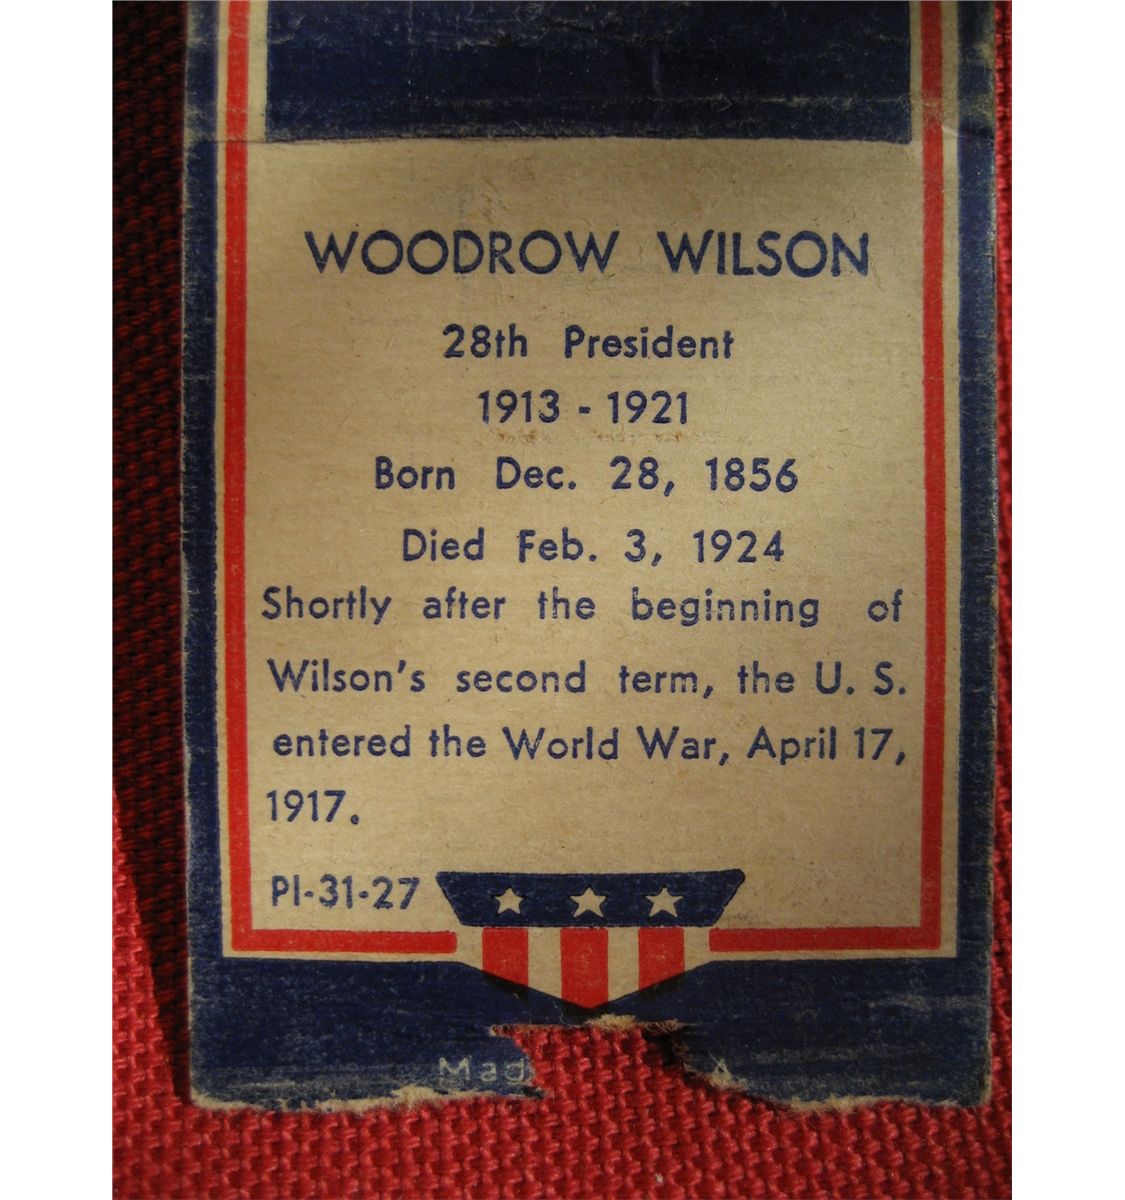 WOODROW WILSON
28th President
1913 - 1921
Born Dec. 28, 1856
Died Feb. 3, 1924
Shortly after the beginning of
Wilson's second term, the U. S.
entered the World War, April 17,
1917.
PI-31-27